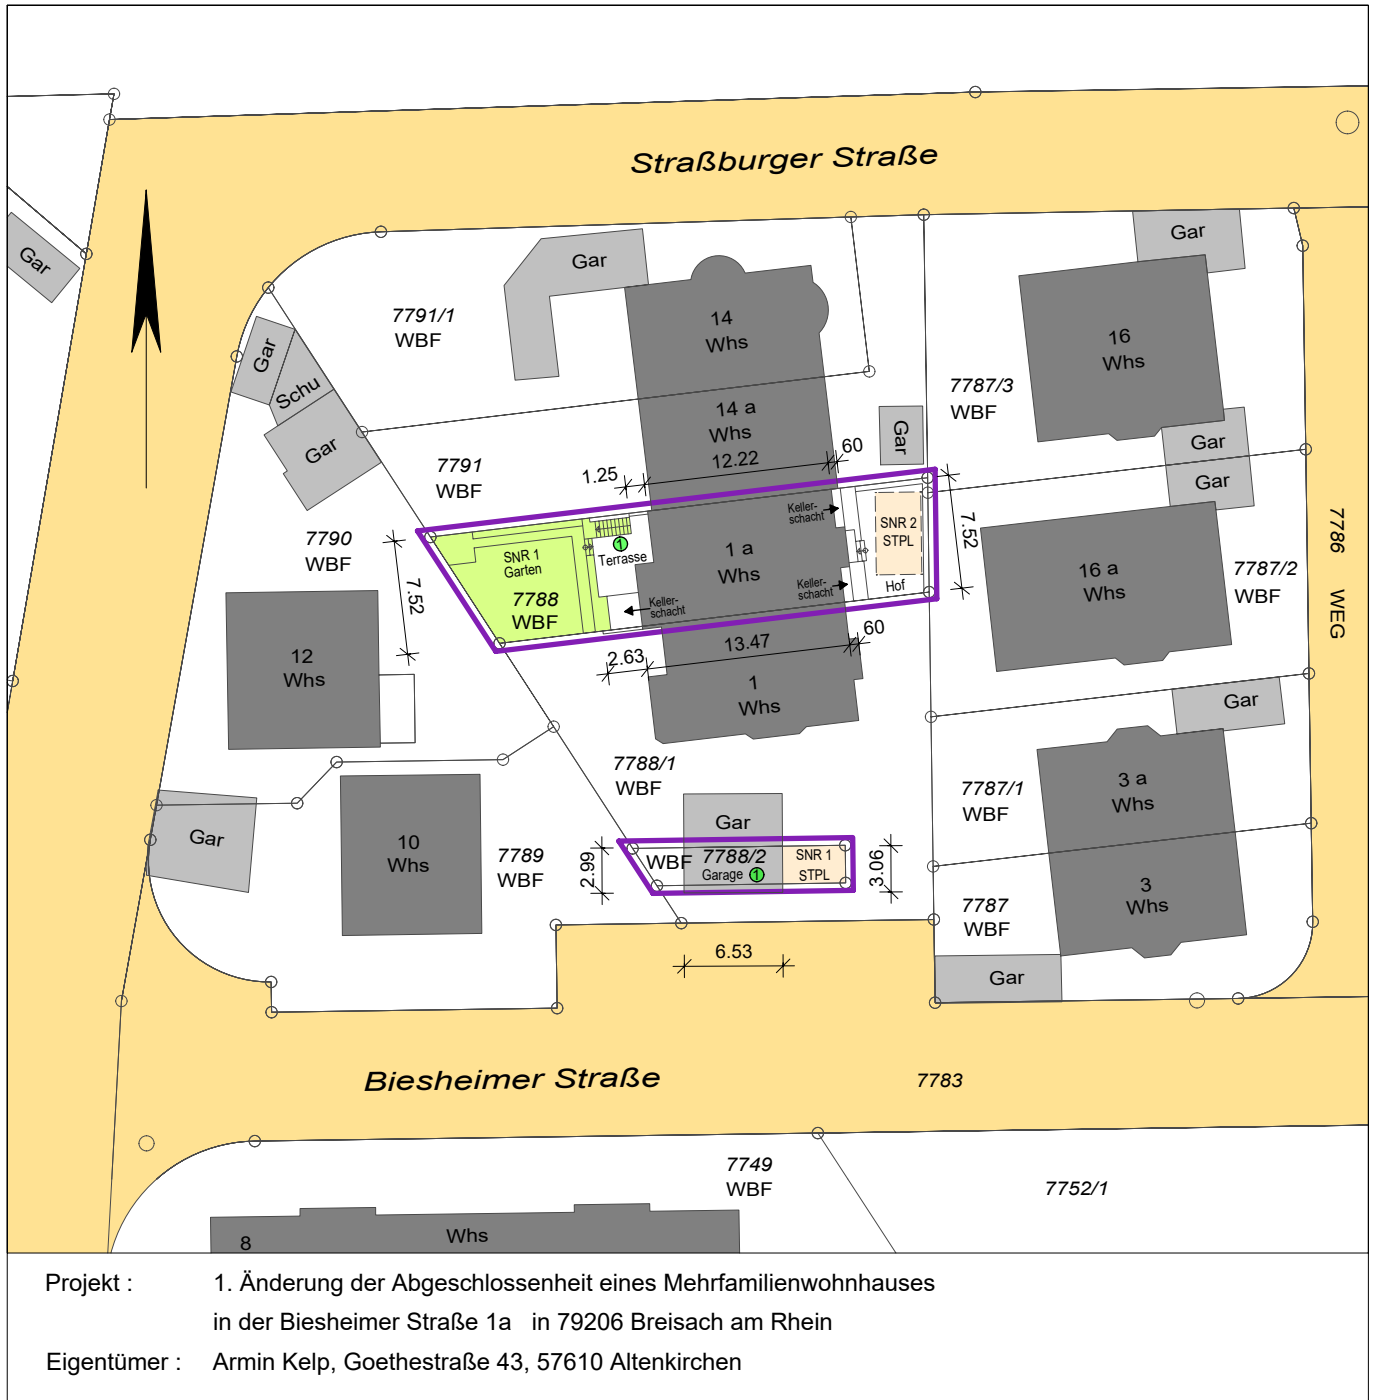 Straßburger Straße
Gar
Gar
Gar
7791/1
WBF
14
Whs
16
Whs
Gar
Schu
Gar
7787/3
WBF
14 a
Whs
Gar
60
12.22
1.25
7791
WBF
Gar
Gar
7790
WBF
7.52
SNR 1
Garten
7788
WBF
1
Terrasse
Keller-
schacht
1 a
Whs
Keller-
schacht
Keller-
schacht
SNR 2
STPL
Hof
7.52
16 a
Whs
7787/2
WBF
7786
WEG
12
Whs
2.63
13.47
60
1
Whs
Gar
7788/1
WBF
7787/1
WBF
3 a
Whs
Gar
10
Whs
7789
WBF
2.99
Gar
WBF
7788/2
Garage
1
SNR 1
STPL
3.06
7787
WBF
3
Whs
6.53
Gar
Biesheimer Straße
7783
7749
WBF
7752/1
8
Whs
Projekt : 1. Änderung der Abgeschlossenheit eines Mehrfamilienwohnhauses
in der Biesheimer Straße 1a in 79206 Breisach am Rhein
Eigentümer : Armin Kelp, Goethestraße 43, 57610 Altenkirchen